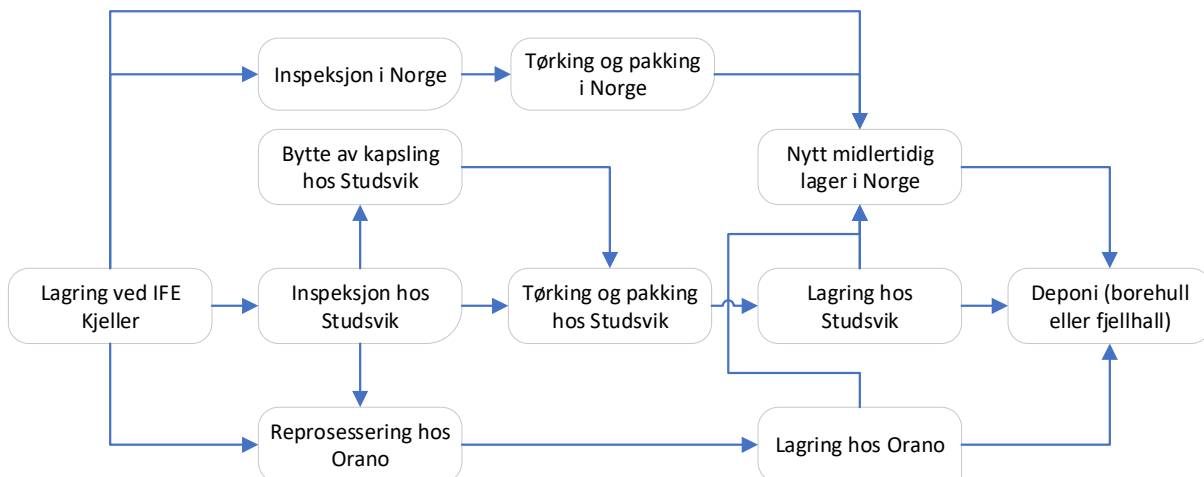 Inspeksjon i Norge
Tørking og pakking
i Norge
Bytte av kapsling
hos Studsvik
Nytt midlertidig
lager i Norge
Lagring ved IFE
Kjeller
Inspeksjon hos
Studsvik
Tørking og pakking
hos Studsvik
Lagring hos
Studsvik
Deponi (borehull
eller fjellhall)
Reprosessering hos
Orano
Lagring hos Orano